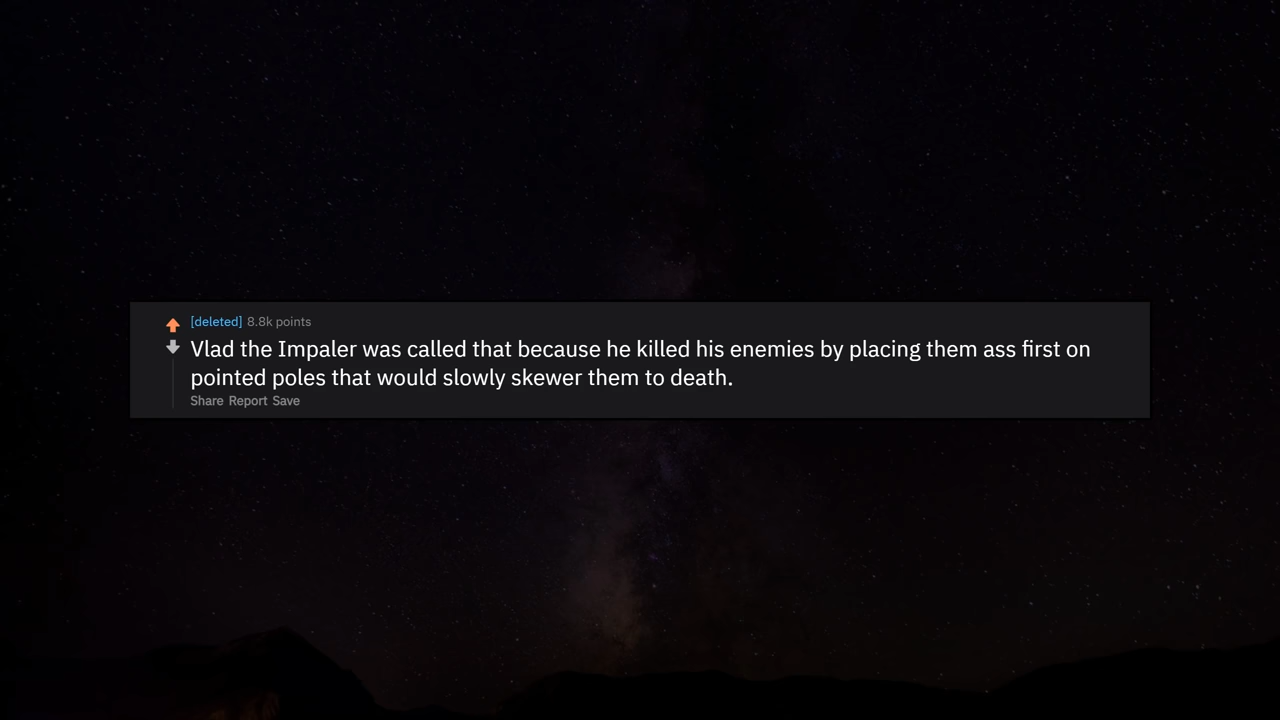 [deleted] 8.8k points
Vlad the Impaler was called that because he killed his enemies by placing them ass first on
pointed poles that would slowly skewer them to death.
Share Report Save